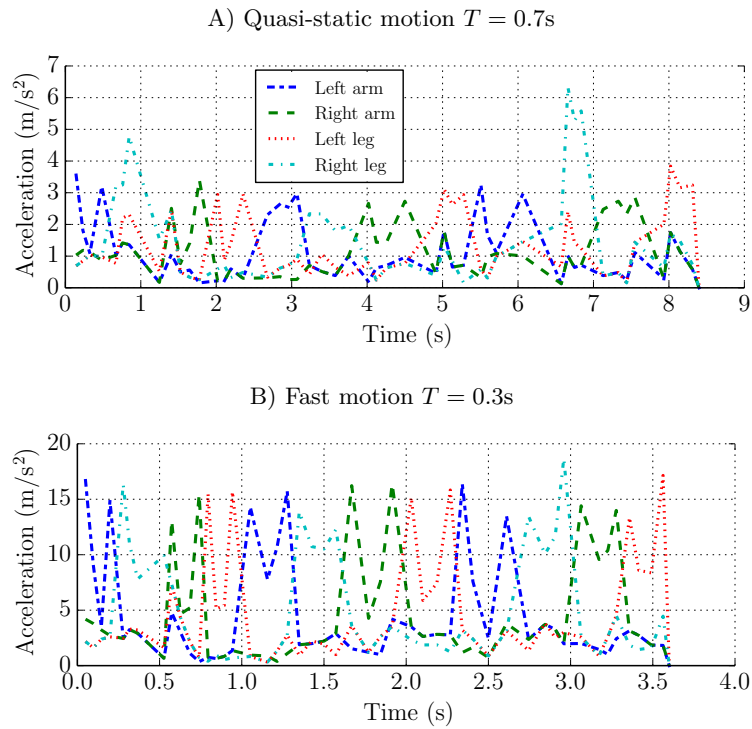 A) Quasi-static motion T = 0.7s
7
6
5
4
3
2
1
0
Acceleration (m/s²)
Left arm
Right arm
Left leg
Right leg
0 1 2 3 4 5 6 7 8 9
Time (s)
B) Fast motion T = 0.3s
20
15
10
5
0
Acceleration (m/s²)
0.0 0.5 1.0 1.5 2.0 2.5 3.0 3.5 4.0
Time (s)